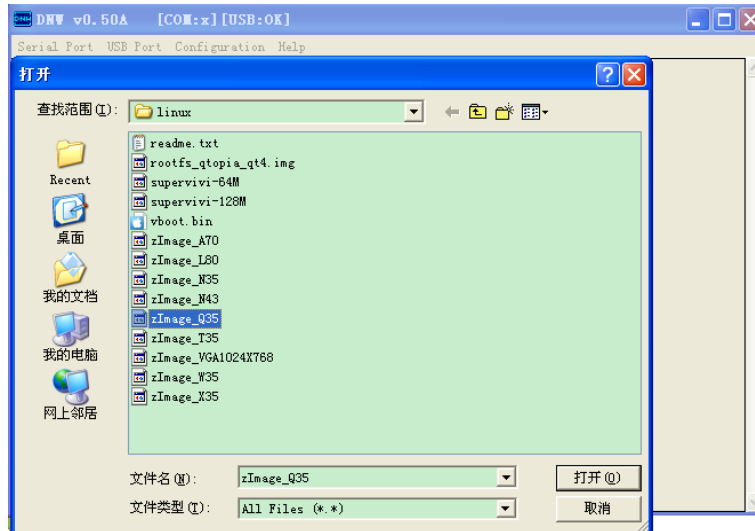 DNW v0.50A [COM:x][USB:OK]
Serial Port USB Port Configuration Help
打开
查找范围(I):
linux
readme.txt
rootfs_qtopia_qt4.img
supervivi-64M
supervivi-128M
vboot.bin
zImage_A70
zImage_L80
zImage_N35
zImage_N43
zImage_Q35
zImage_T35
zImage_VGA1024X768
zImage_W35
zImage_X35
Recent
桌面
我的文档
我的电脑
网上邻居
文件名(N): zImage_Q35 打开(O)
文件类型(T): All Files (*.*) 取消